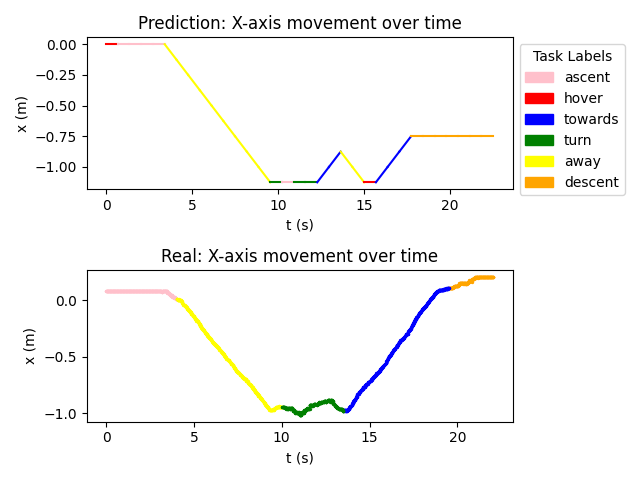 Prediction: X-axis movement over time
0.00
−0.25
−0.50
−0.75
−1.00
x (m)
0 5 10 15 20
t (s)
Task Labels
ascent
hover
towards
turn
away
descent
Real: X-axis movement over time
0.0
−0.5
−1.0
x (m)
0 5 10 15 20
t (s)